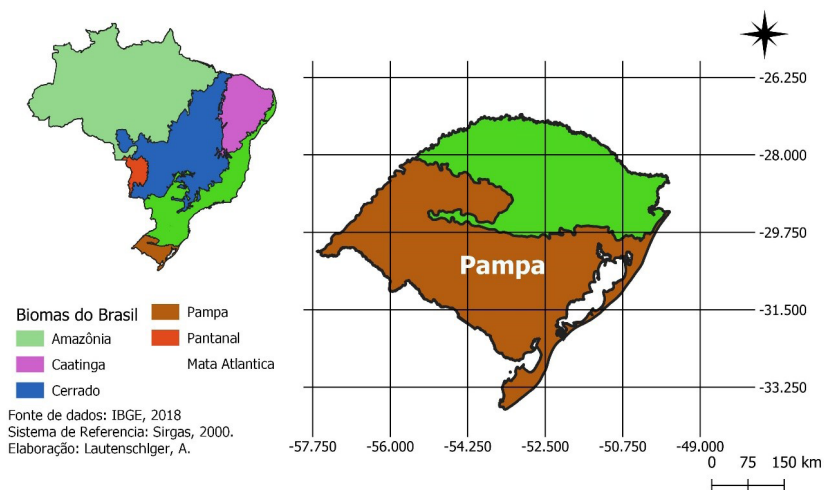 -26.250
-28.000
-29.750
Pampa
-31.500
-33.250
-57.750 -56.000 -54.250 -52.500 -50.750 -49.000
0 75 150 km
Biomas do Brasil
Amazônia
Caatinga
Cerrado
Pampa
Pantanal
Mata Atlantica
Fonte de dados: IBGE, 2018
Sistema de Referencia: Sirgas, 2000.
Elaboração: Lautenschlger, A.